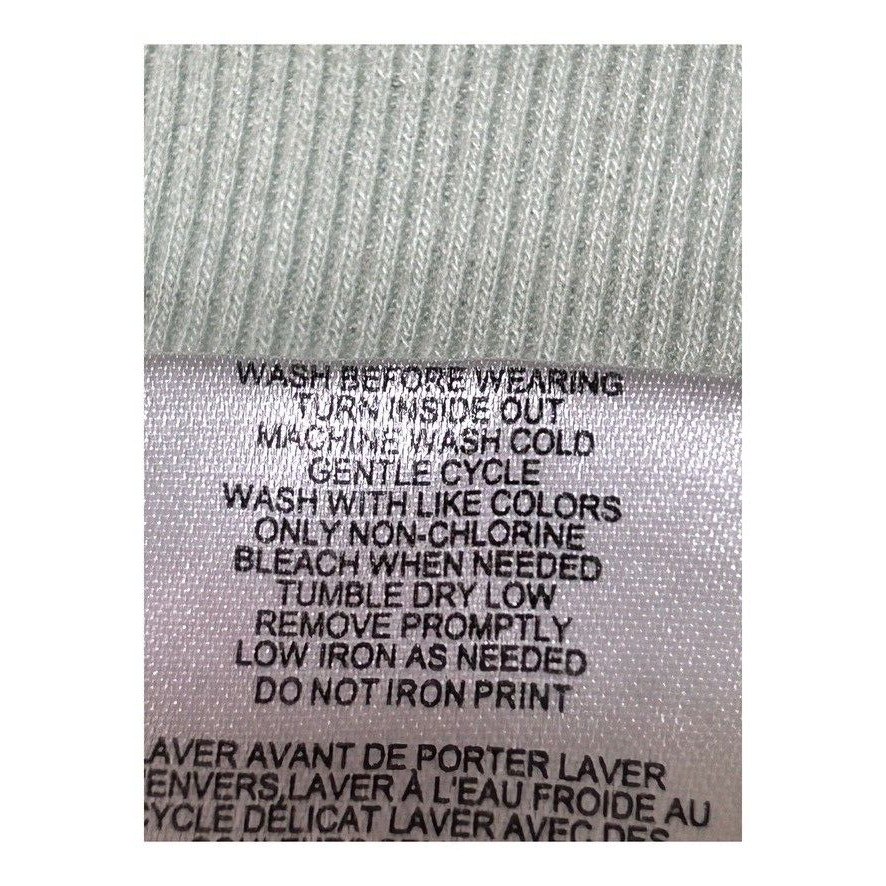 WASH BEFORE WEARING
TURN INSIDE OUT
MACHINE WASH COLD
GENTLE CYCLE
WASH WITH LIKE COLORS
ONLY NON-CHLORINE
BLEACH WHEN NEEDED
TUMBLE DRY LOW
REMOVE PROMPTLY
LOW IRON AS NEEDED
DO NOT IRON PRINT
LAVER AVANT DE PORTER LAVER
ENVERS,LAVER À L'EAU FROIDE AU
CYCLE DÉLICAT LAVER AVEC DES